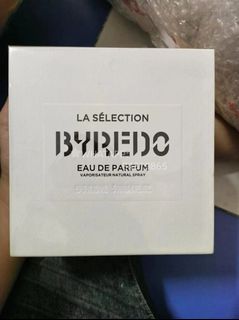 LA SÉLECTION
BYREDO
EAU DE PARFUM
VAPORISATEUR NATURAL SPRAY